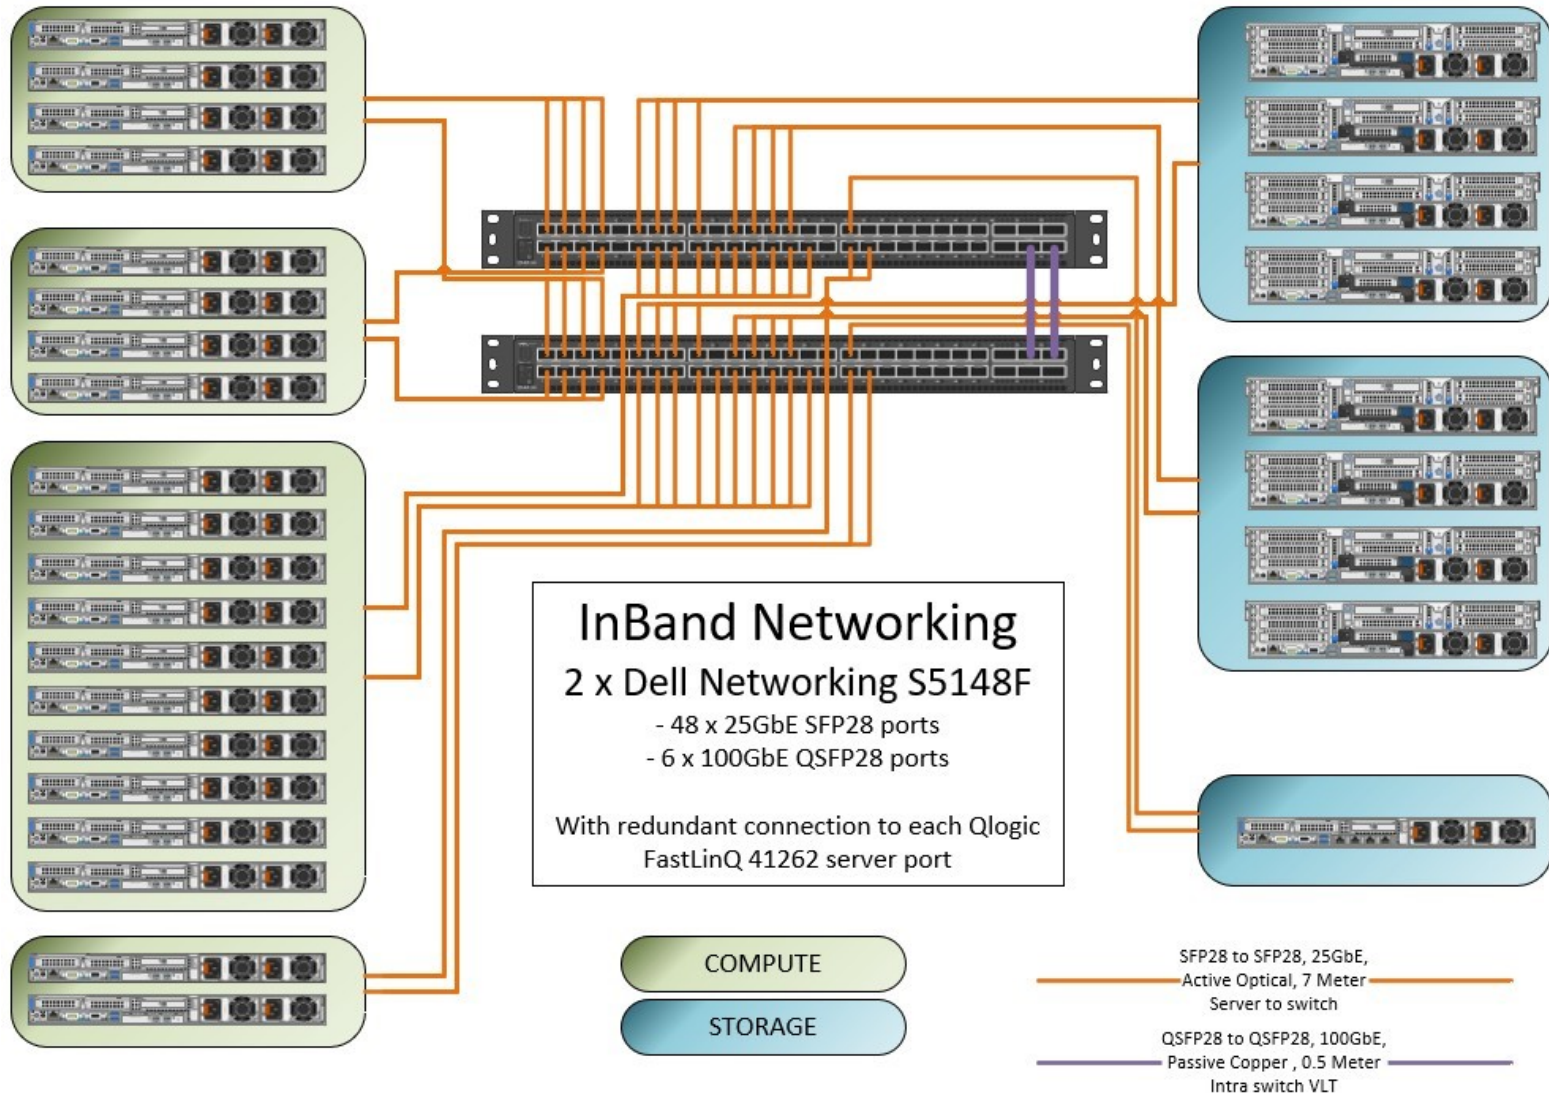 InBand Networking
2 x Dell Networking S5148F
- 48 x 25GbE SFP28 ports
- 6 x 100GbE QSFP28 ports
With redundant connection to each Qlogic
FastLinQ 41262 server port
COMPUTE
STORAGE
SFP28 to SFP28, 25GbE,
Active Optical, 7 Meter
Server to switch
QSFP28 to QSFP28, 100GbE,
Passive Copper , 0.5 Meter
Intra switch VLT